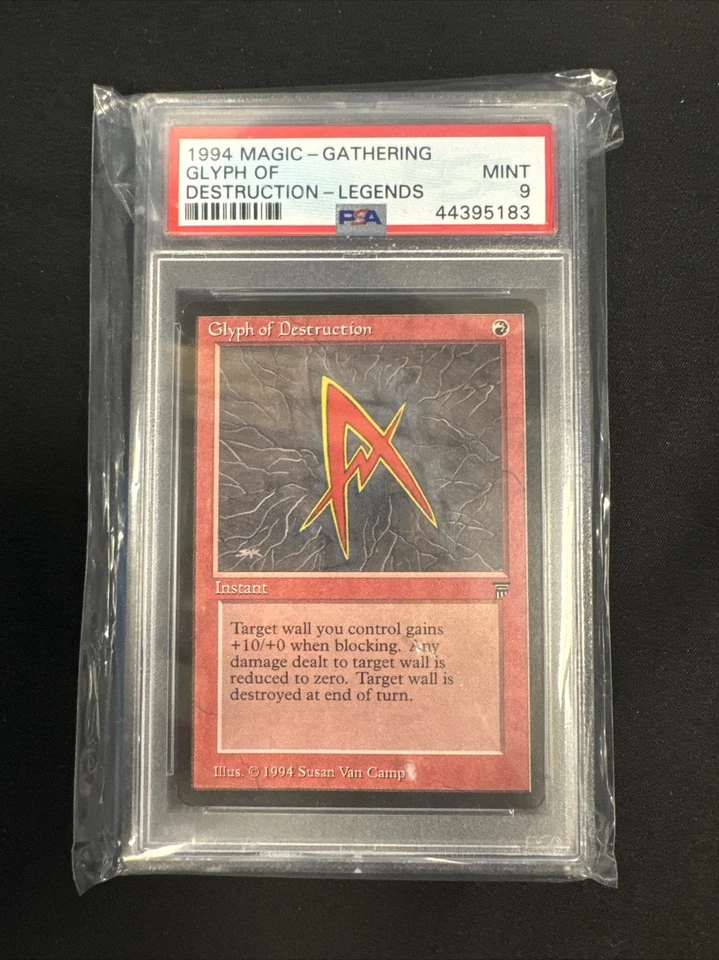 1994 MAGIC-GATHERING
GLYPH OF MINT
DESTRUCTION-LEGENDS 9
PSA 44395183
Glyph of Destruction
SVK
Instant
Target wall you control gains
+10/+0 when blocking. Any
damage dealt to target wall is
reduced to zero. Target wall is
destroyed at end of turn.
Illus. © 1994 Susan Van Camp